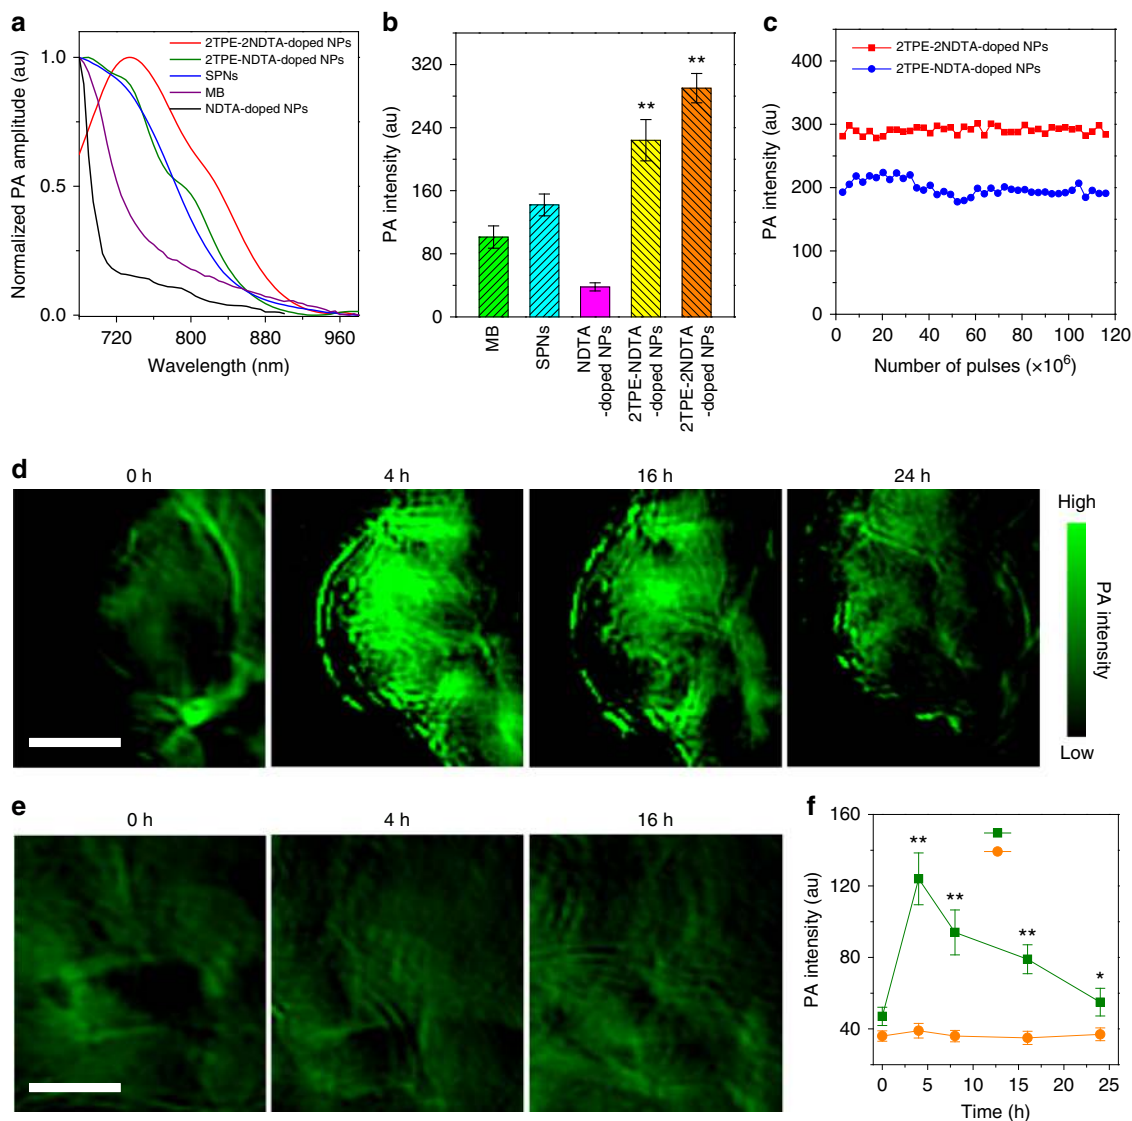 a
1.0
0.5
0.0
720
800
880
960
Normalized PA amplitude (au)
Wavelength (nm)
2TPE-2NDTA-doped NPs
2TPE-NDTA-doped NPs
SPNs
MB
NDTA-doped NPs
b
320
240
160
80
0
PA intensity (au)
**
**
MB
SPNs
NDTA
-doped NPs
2TPE-NDTA
-doped NPs
2TPE-2NDTA
-doped NPs
c
400
300
200
100
0
0
20
40
60
80
100
120
PA intensity (au)
Number of pulses (×10⁶)
2TPE-2NDTA-doped NPs
2TPE-NDTA-doped NPs
d
0 h
4 h
16 h
24 h
High
PA intensity
Low
e
0 h
4 h
16 h
f
160
120
80
40
0
5
10
15
20
25
PA intensity (au)
Time (h)
**
**
**
*